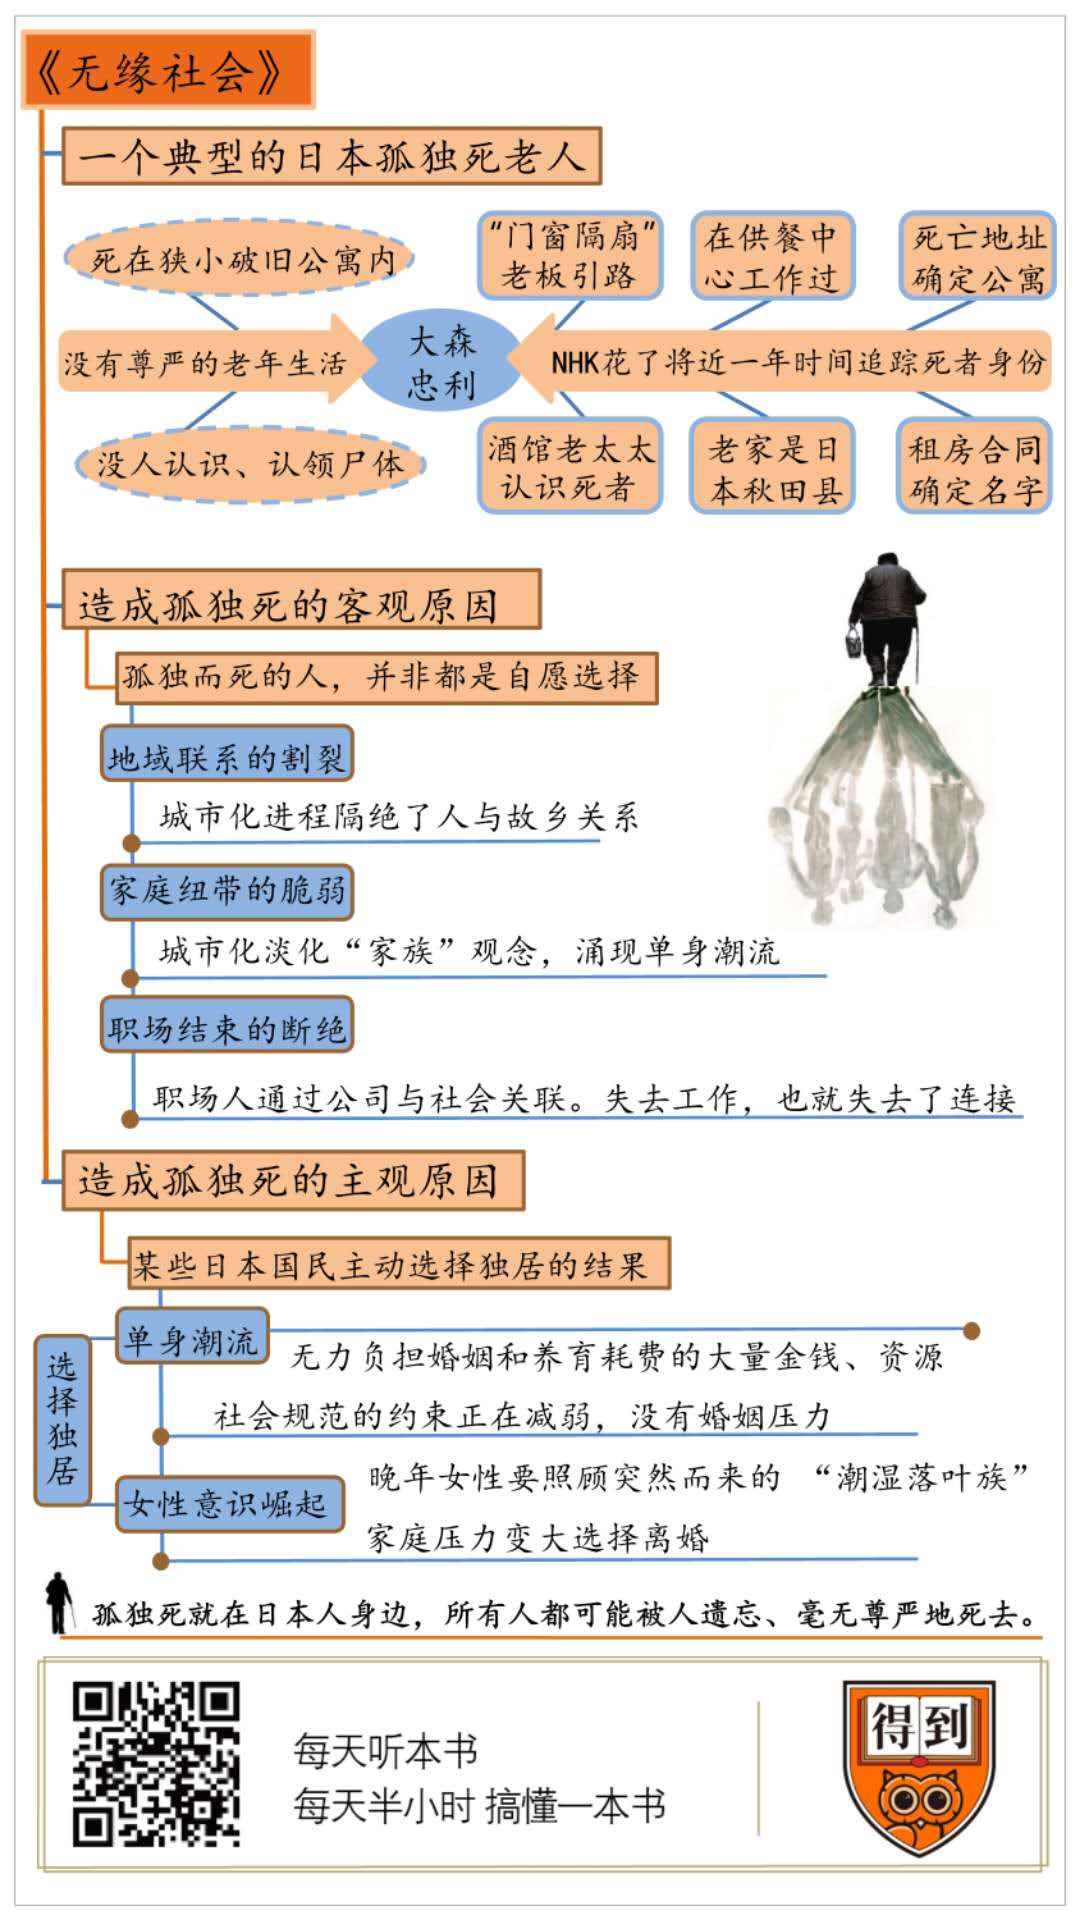 《无缘社会》
一个典型的日本孤独死老人
死在狭小破旧公寓内
没有尊严的老年生活
没人认识、认领尸体
大森
忠利
“门窗隔扇”
老板引路
在供餐中
心工作过
死亡地址
确定公寓
NHK花了将近一年时间追踪死者身份
酒馆老太太
认识死者
老家是日
本秋田县
租房合同
确定名字
造成孤独死的客观原因
孤独而死的人，并非都是自愿选择
地域联系的割裂
城市化进程隔绝了人与故乡关系
家庭纽带的脆弱
城市化淡化“家族”观念，涌现单身潮流
职场结束的断绝
职场人通过公司与社会关联。失去工作，也就失去了连接
造成孤独死的主观原因
某些日本国民主动选择独居的结果
选择独居
单身潮流
无力负担婚姻和养育耗费的大量金钱、资源
社会规范的约束正在减弱，没有婚姻压力
女性意识崛起
晚年女性要照顾突然而来的 “潮湿落叶族”
家庭压力变大选择离婚
孤独死就在日本人身边，所有人都可能被人遗忘、毫无尊严地死去。
每天听本书
每天半小时 搞懂一本书
得到